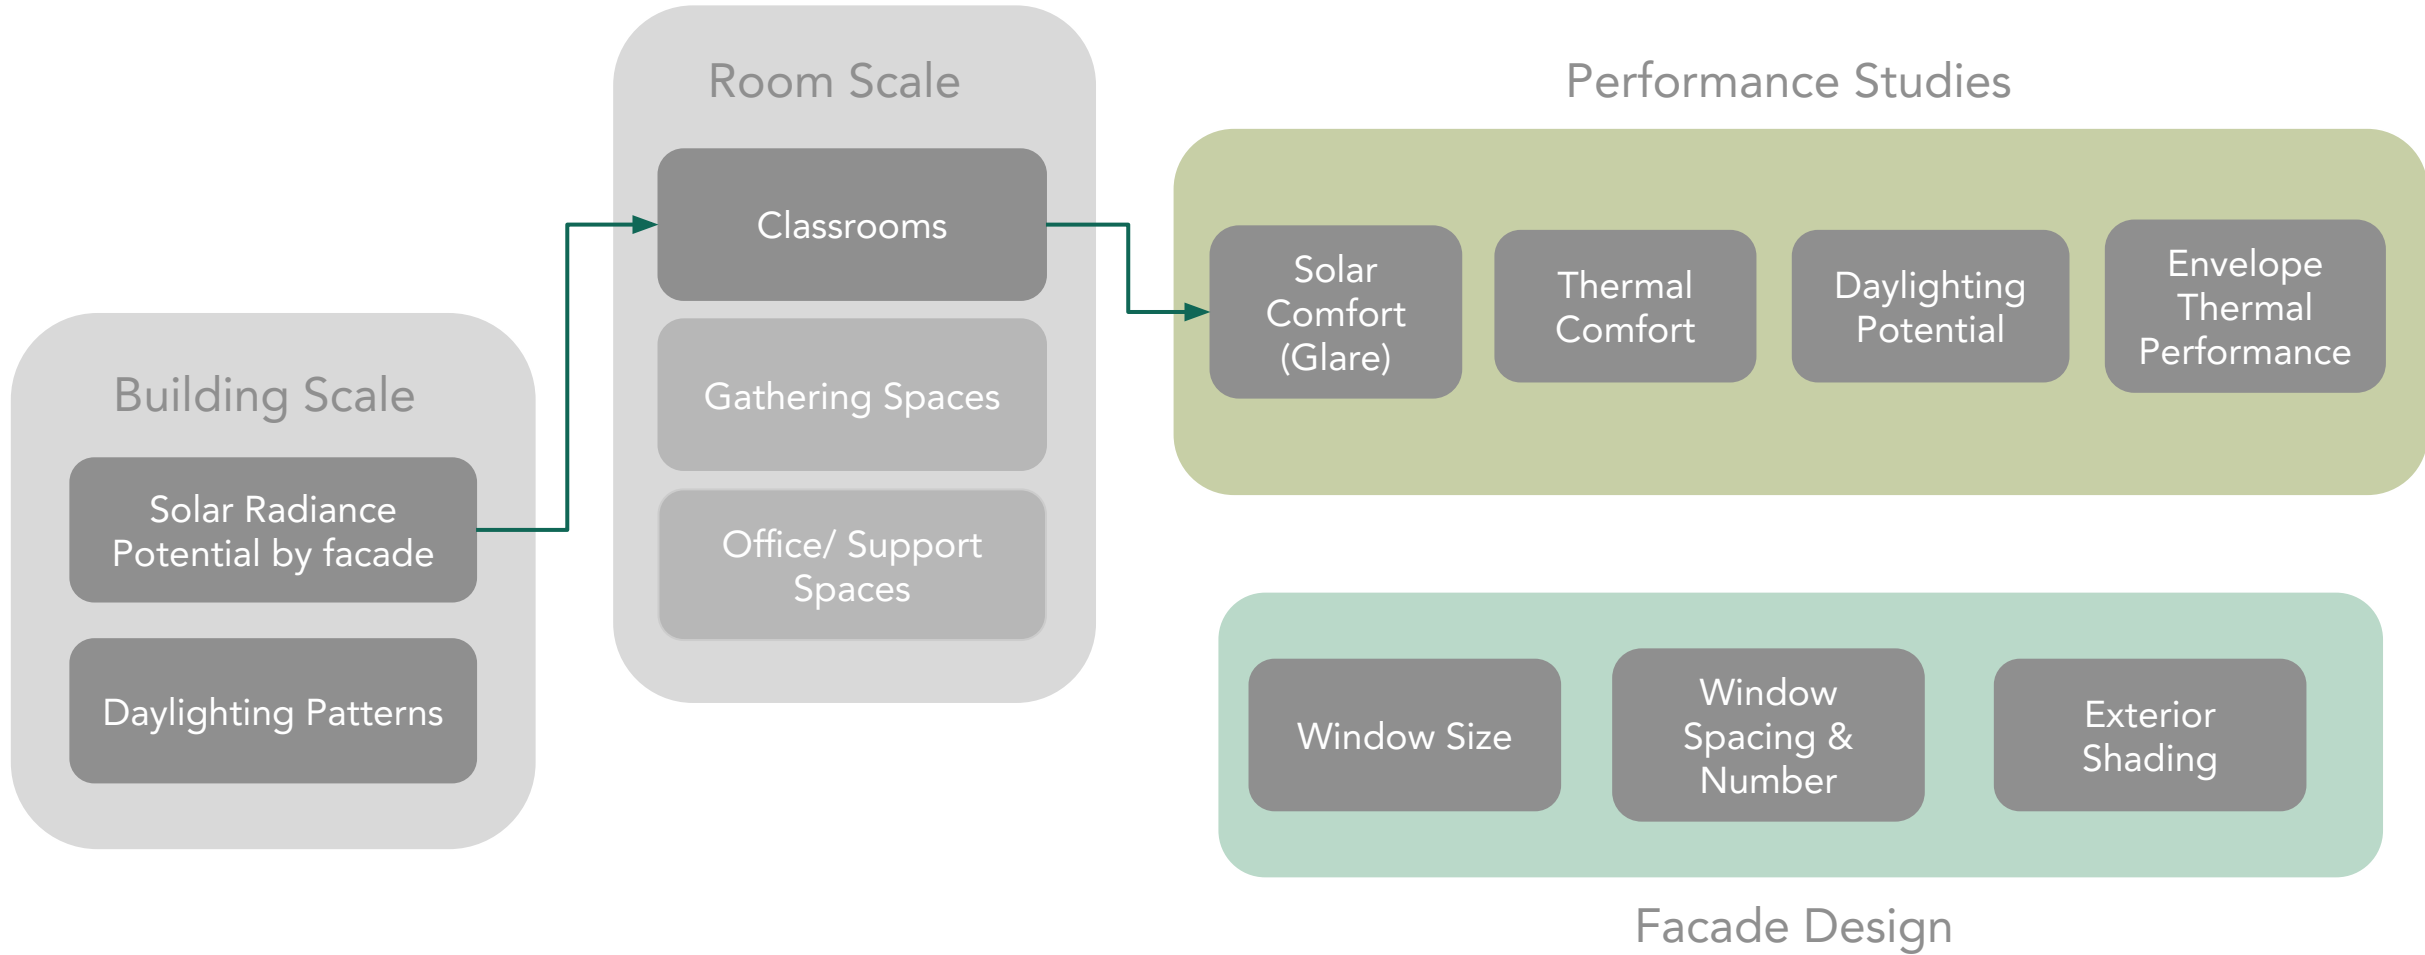 Building Scale
Solar Radiance
Potential by facade
Daylighting Patterns
Room Scale
Classrooms
Gathering Spaces
Office/ Support
Spaces
Performance Studies
Solar
Comfort
(Glare)
Thermal
Comfort
Daylighting
Potential
Envelope
Thermal
Performance
Window Size
Window
Spacing &
Number
Exterior
Shading
Facade Design